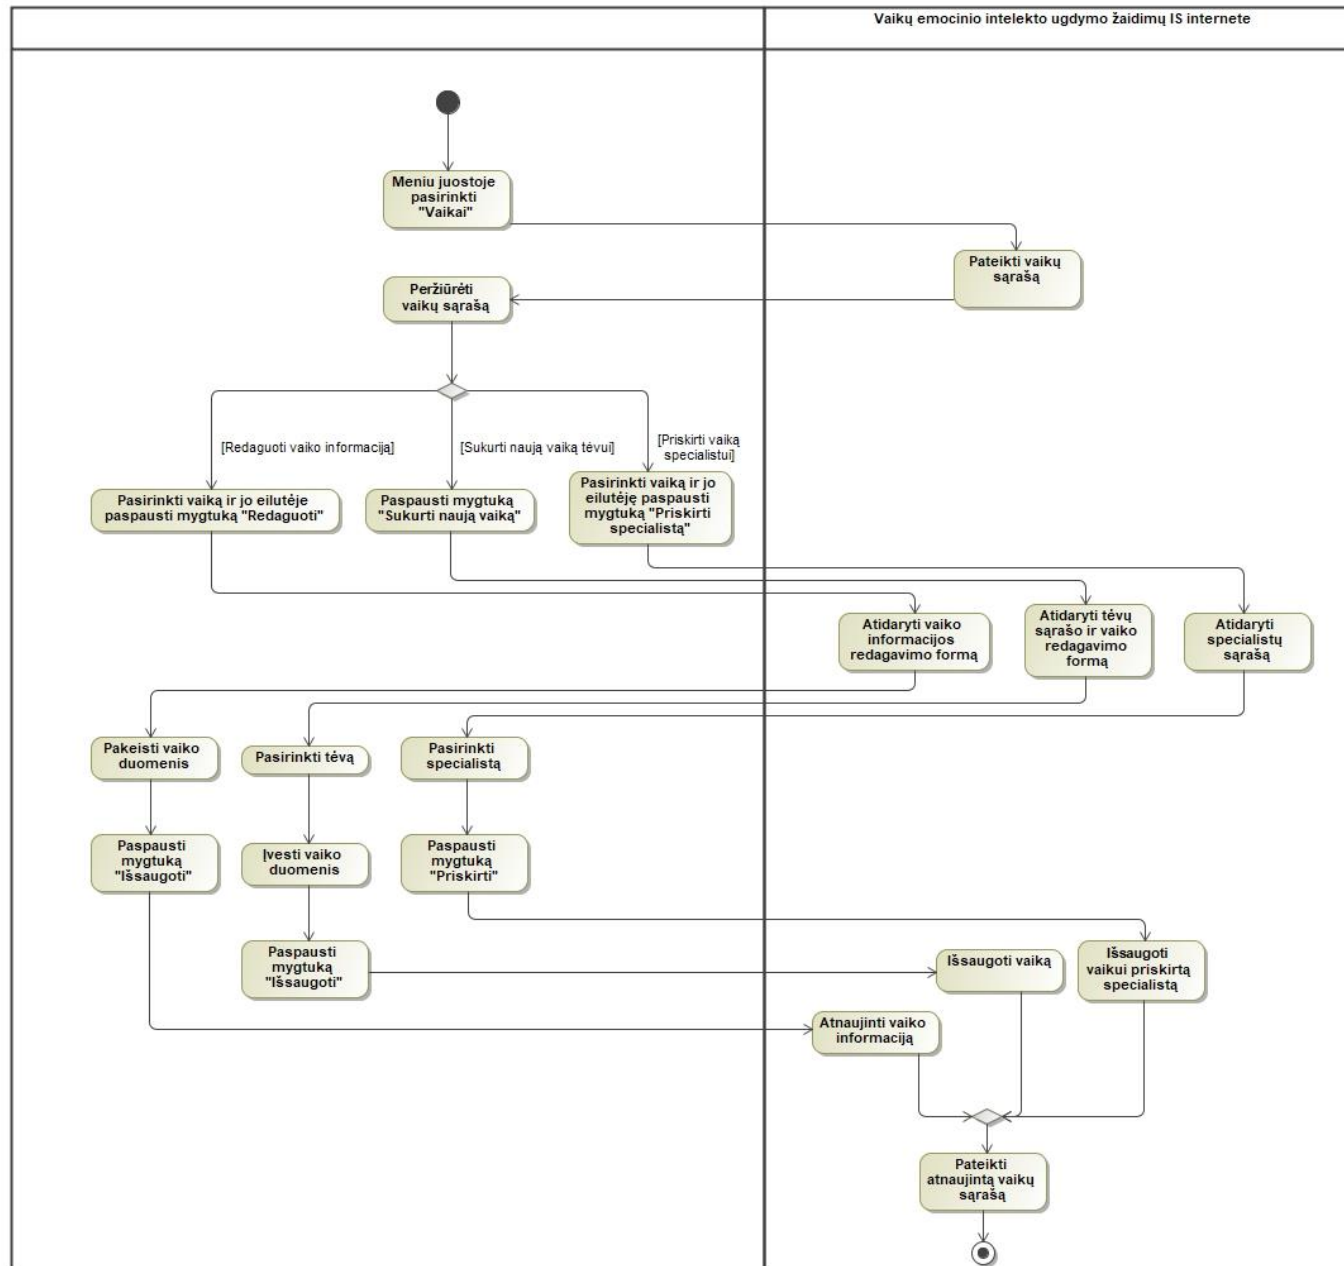 Vaikų emocinio intelekto ugdymo žaidimų IS internete
Meniu juostoje
pasirinkti
"Vaikai"
Pateikti vaikų
sąrašą
Peržiūrėti
vaikų sąrašą
[Redaguoti vaiko informaciją]
[Sukurti naują vaiką tėvui]
[Priskirti vaiką
specialistui]
Pasirinkti vaiką ir jo eilutėje
paspausti mygtuką "Redaguoti"
Paspausti mygtuką
"Sukurti naują vaiką"
Pasirinkti vaiką ir jo
eilutėję paspausti
mygtuką "Priskirti
specialistą"
Atidaryti vaiko
informacijos
redagavimo formą
Atidaryti tėvų
sąrašo ir vaiko
redagavimo
formą
Atidaryti
specialistų
sąrašą
Pakeisti vaiko
duomenis
Pasirinkti tėvą
Pasirinkti
specialistą
Paspausti
mygtuką
"Išsaugoti"
Įvesti vaiko
duomenis
Paspausti
mygtuką
"Priskirti"
Paspausti
mygtuką
"Išsaugoti"
Išsaugoti vaiką
Išsaugoti
vaikui priskirtą
specialistą
Atnaujinti vaiko
informaciją
Pateikti
atnaujintą vaikų
sąrašą